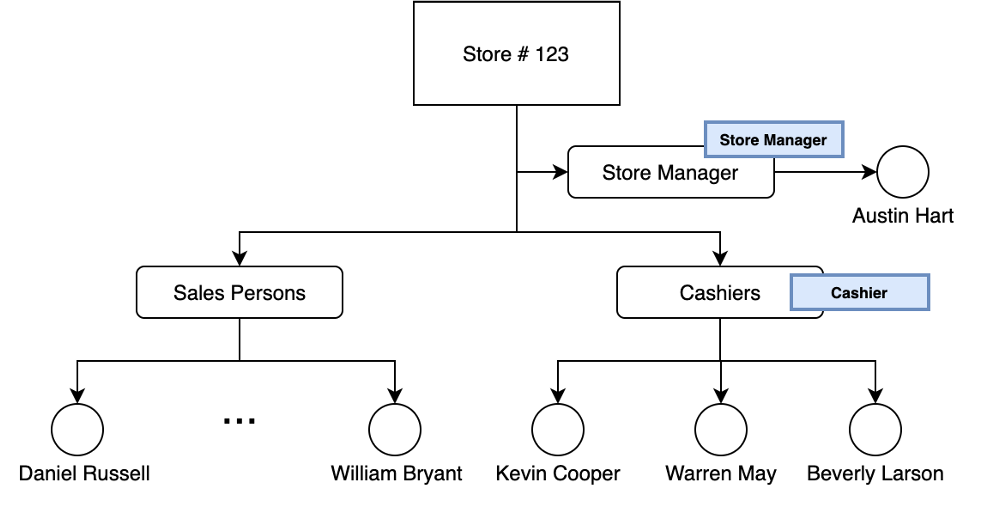 Store # 123
Store Manager
Store Manager
Austin Hart
Sales Persons
Cashiers
Cashier
...
Daniel Russell
William Bryant
Kevin Cooper
Warren May
Beverly Larson